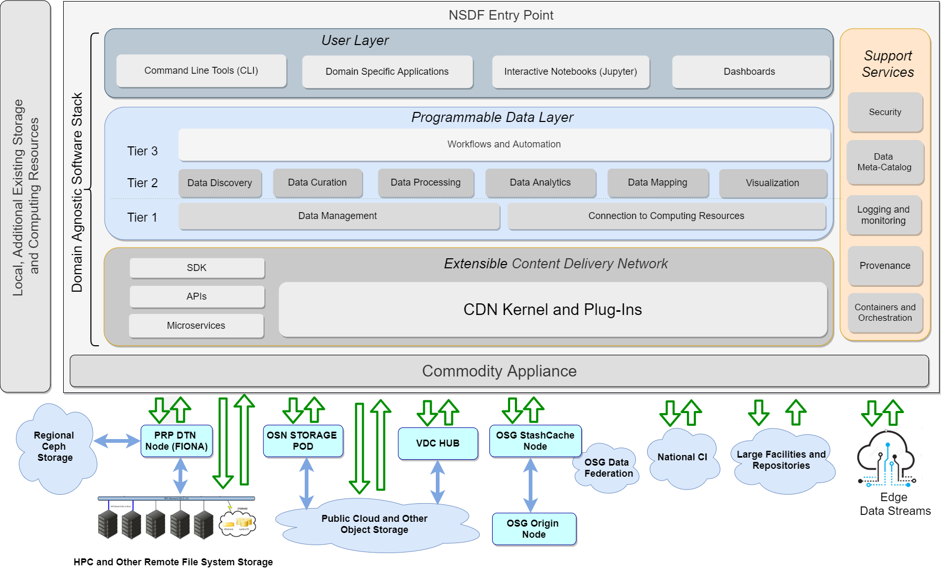 NSDF Entry Point
Local, Additional Existing Storage
and Computing Resources
Domain Agnostic Software Stack
User Layer
Command Line Tools (CLI)
Domain Specific Applications
Interactive Notebooks (Jupyter)
Dashboards
Programmable Data Layer
Tier 3
Workflows and Automation
Tier 2
Data Discovery
Data Curation
Data Processing
Data Analytics
Data Mapping
Visualization
Tier 1
Data Management
Connection to Computing Resources
Extensible Content Delivery Network
SDK
APIs
Microservices
CDN Kernel and Plug-Ins
Support
Services
Security
Data
Meta-Catalog
Logging and
monitoring
Provenance
Containers and
Orchestration
Commodity Appliance
Regional
Ceph
Storage
PRP DTN
Node (FIONA)
OSN STORAGE
POD
VDC HUB
OSG StashCache
Node
OSG Data
Federation
National CI
Large Facilities and
Repositories
Edge
Data Streams
Public Cloud and Other
Object Storage
OSG Origin
Node
HPC and Other Remote File System Storage